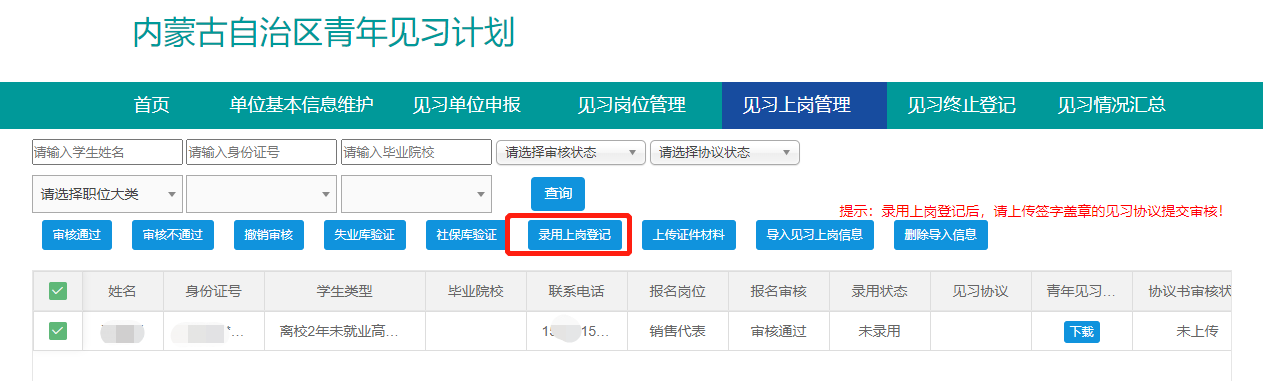 内蒙古自治区青年见习计划
首页 单位基本信息维护 见习单位申报 见习岗位管理 见习上岗管理 见习终止登记 见习情况汇总
请输入学生姓名 请输入身份证号 请输入毕业院校 请选择审核状态 请选择协议状态
请选择职位大类 查询
提示：录用上岗登记后，请上传签字盖章的见习协议提交审核！
审核通过 审核不通过 撤销审核 失业库验证 社保库验证 录用上岗登记 上传证件材料 导入见习上岗信息 删除导入信息
姓名 身份证号 学生类型 毕业院校 联系电话 报名岗位 报名审核 录用状态 见习协议 青年见习... 协议书审核状
*... 离校2年未就业高... 15...  销售代表 审核通过 未录用 下载 未上传